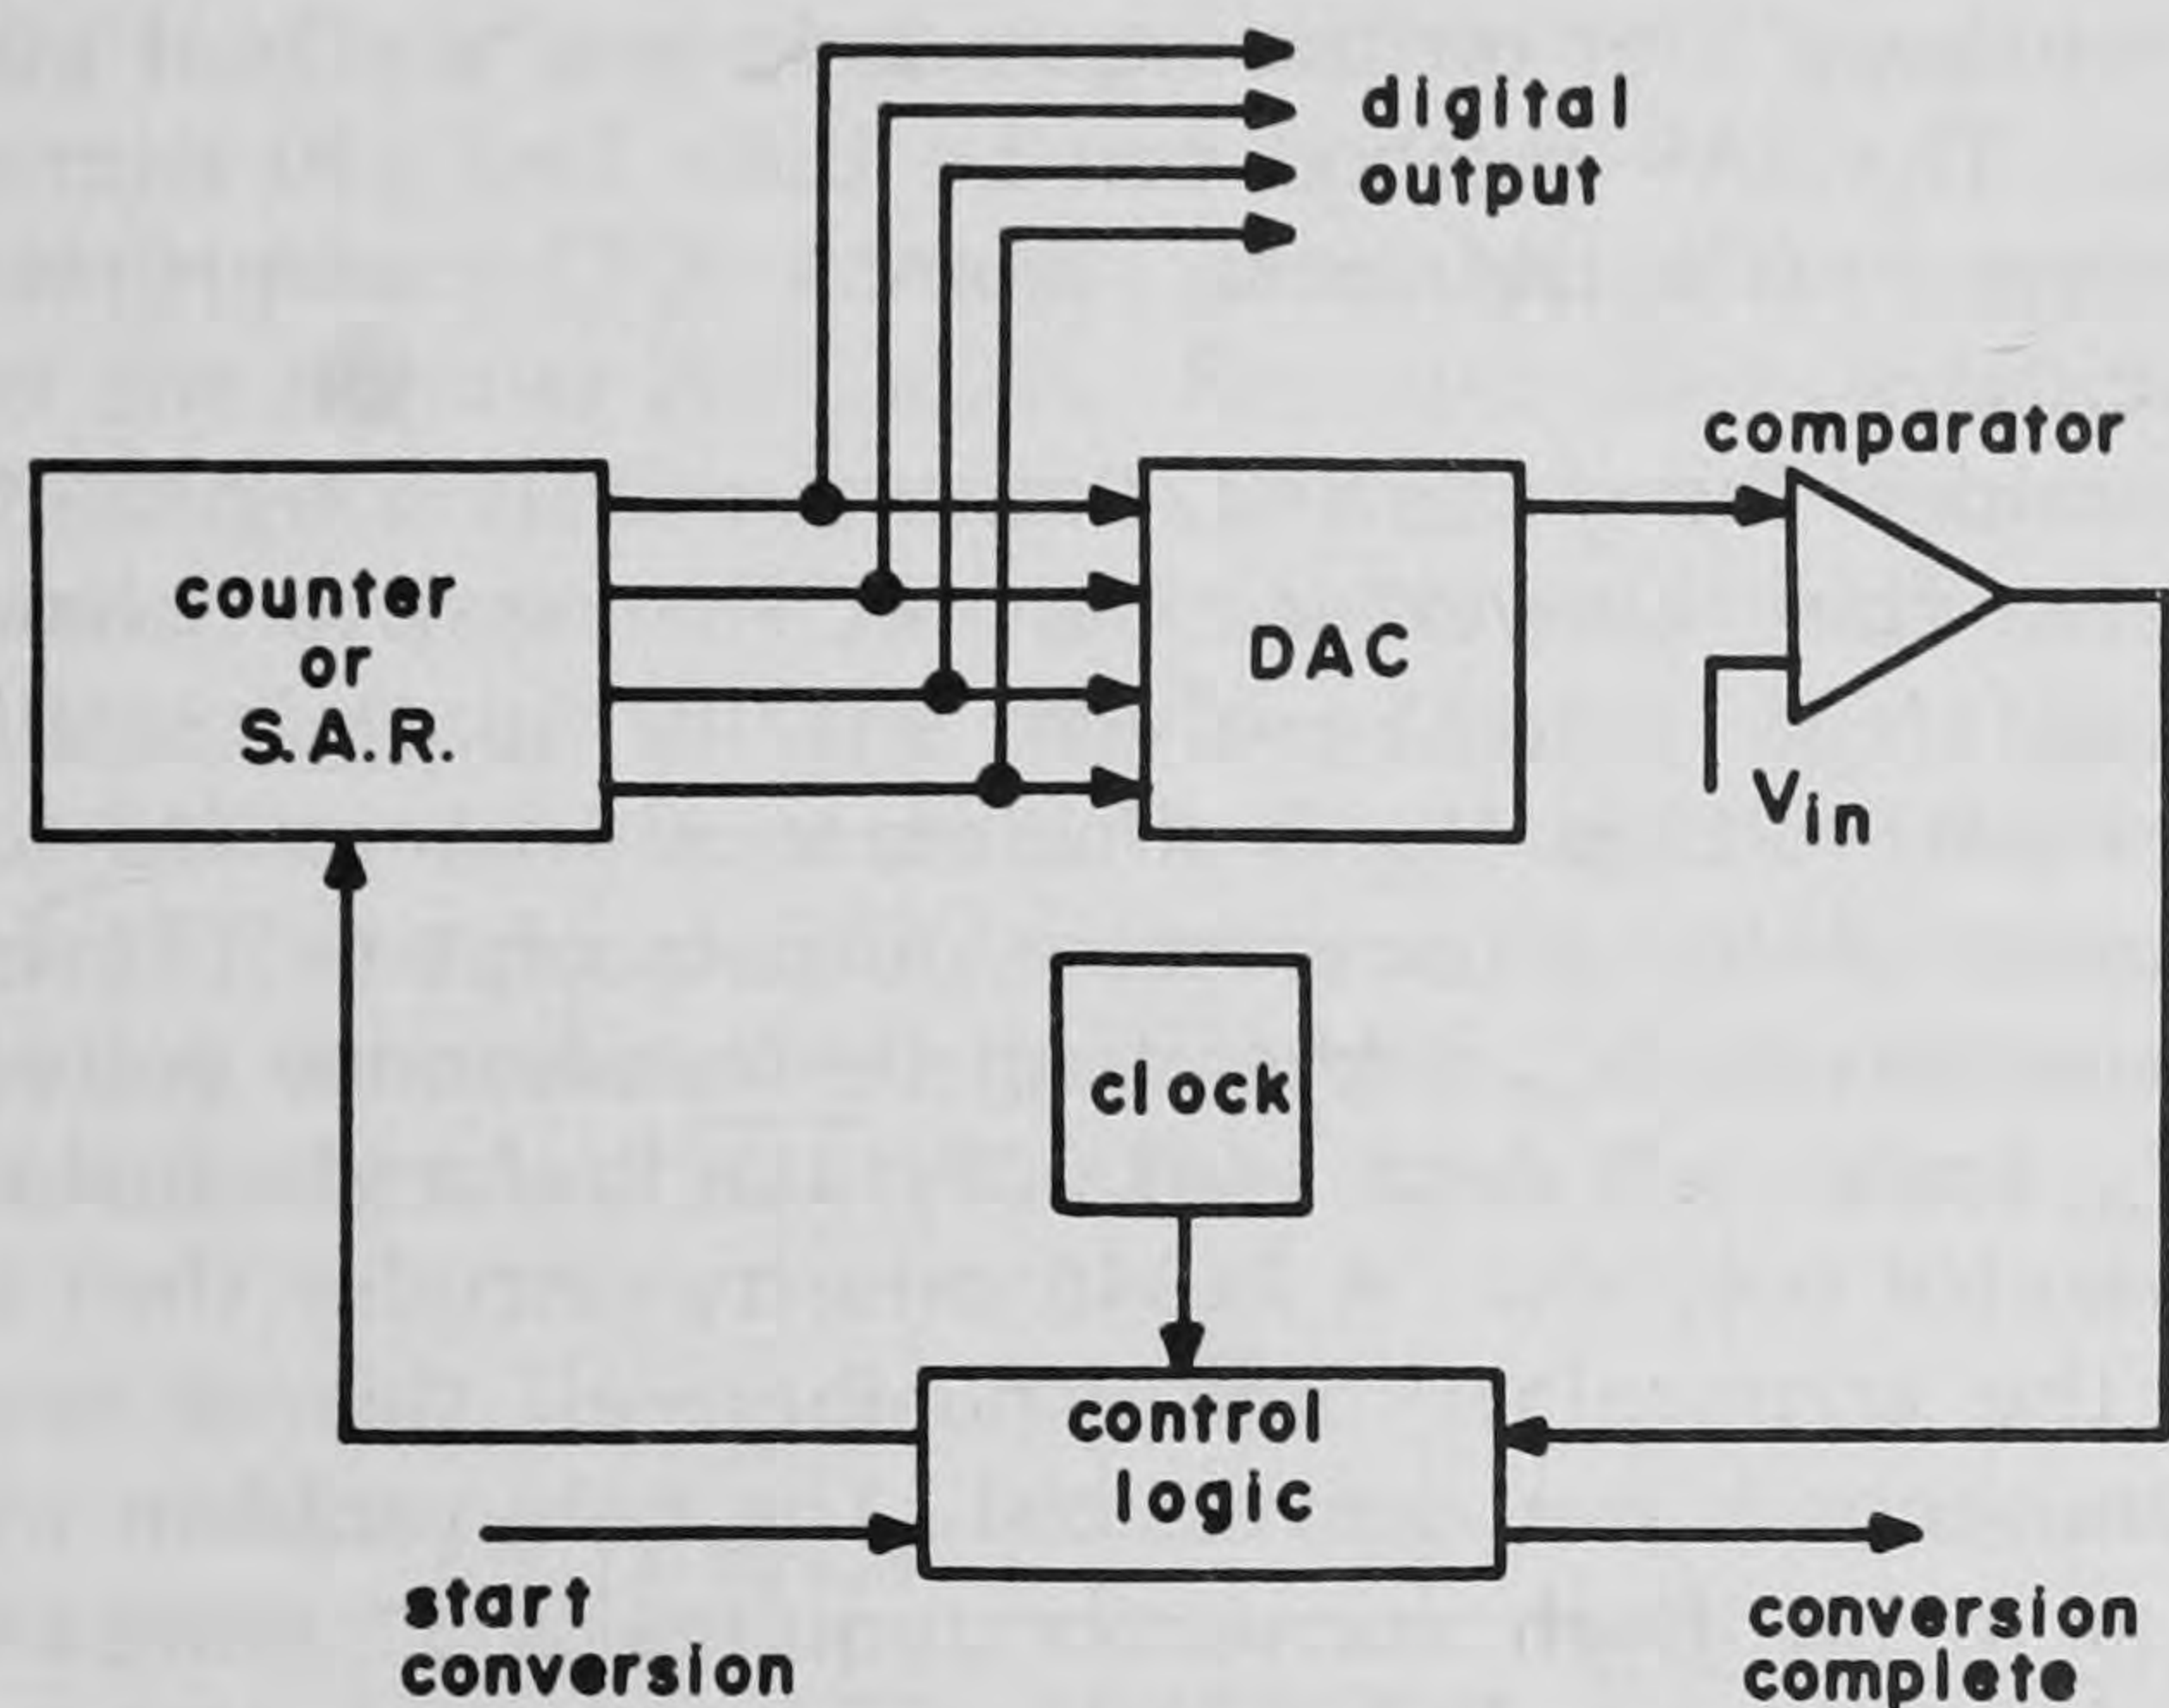 digital
output
comparator
counter
or
S.A.R.
DAC
Vin
clock
control
logic
start
conversion
conversion
complete